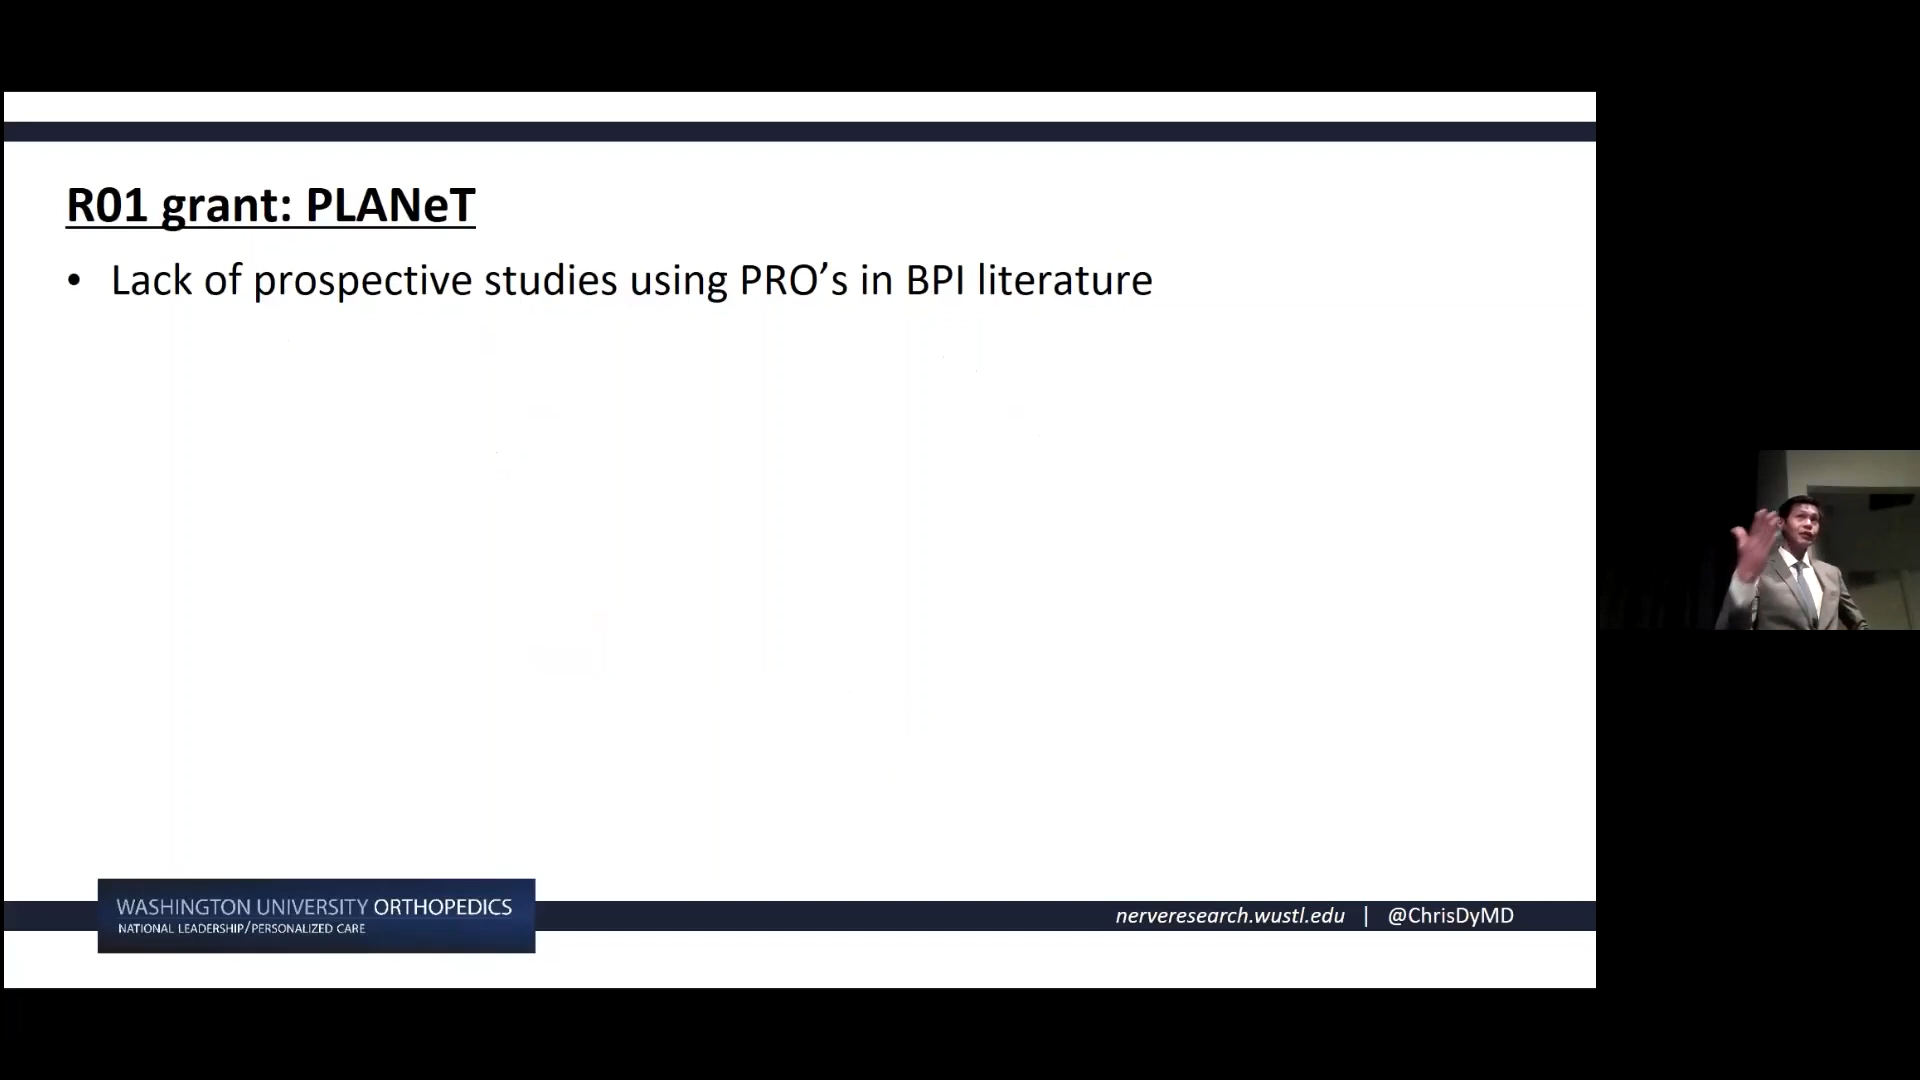 R01 grant: PLANeT
• Lack of prospective studies using PRO’s in BPI literature
WASHINGTON UNIVERSITY ORTHOPEDICS
NATIONAL LEADERSHIP/PERSONALIZED CARE
nerveresearch.wustl.edu | @ChrisDyMD